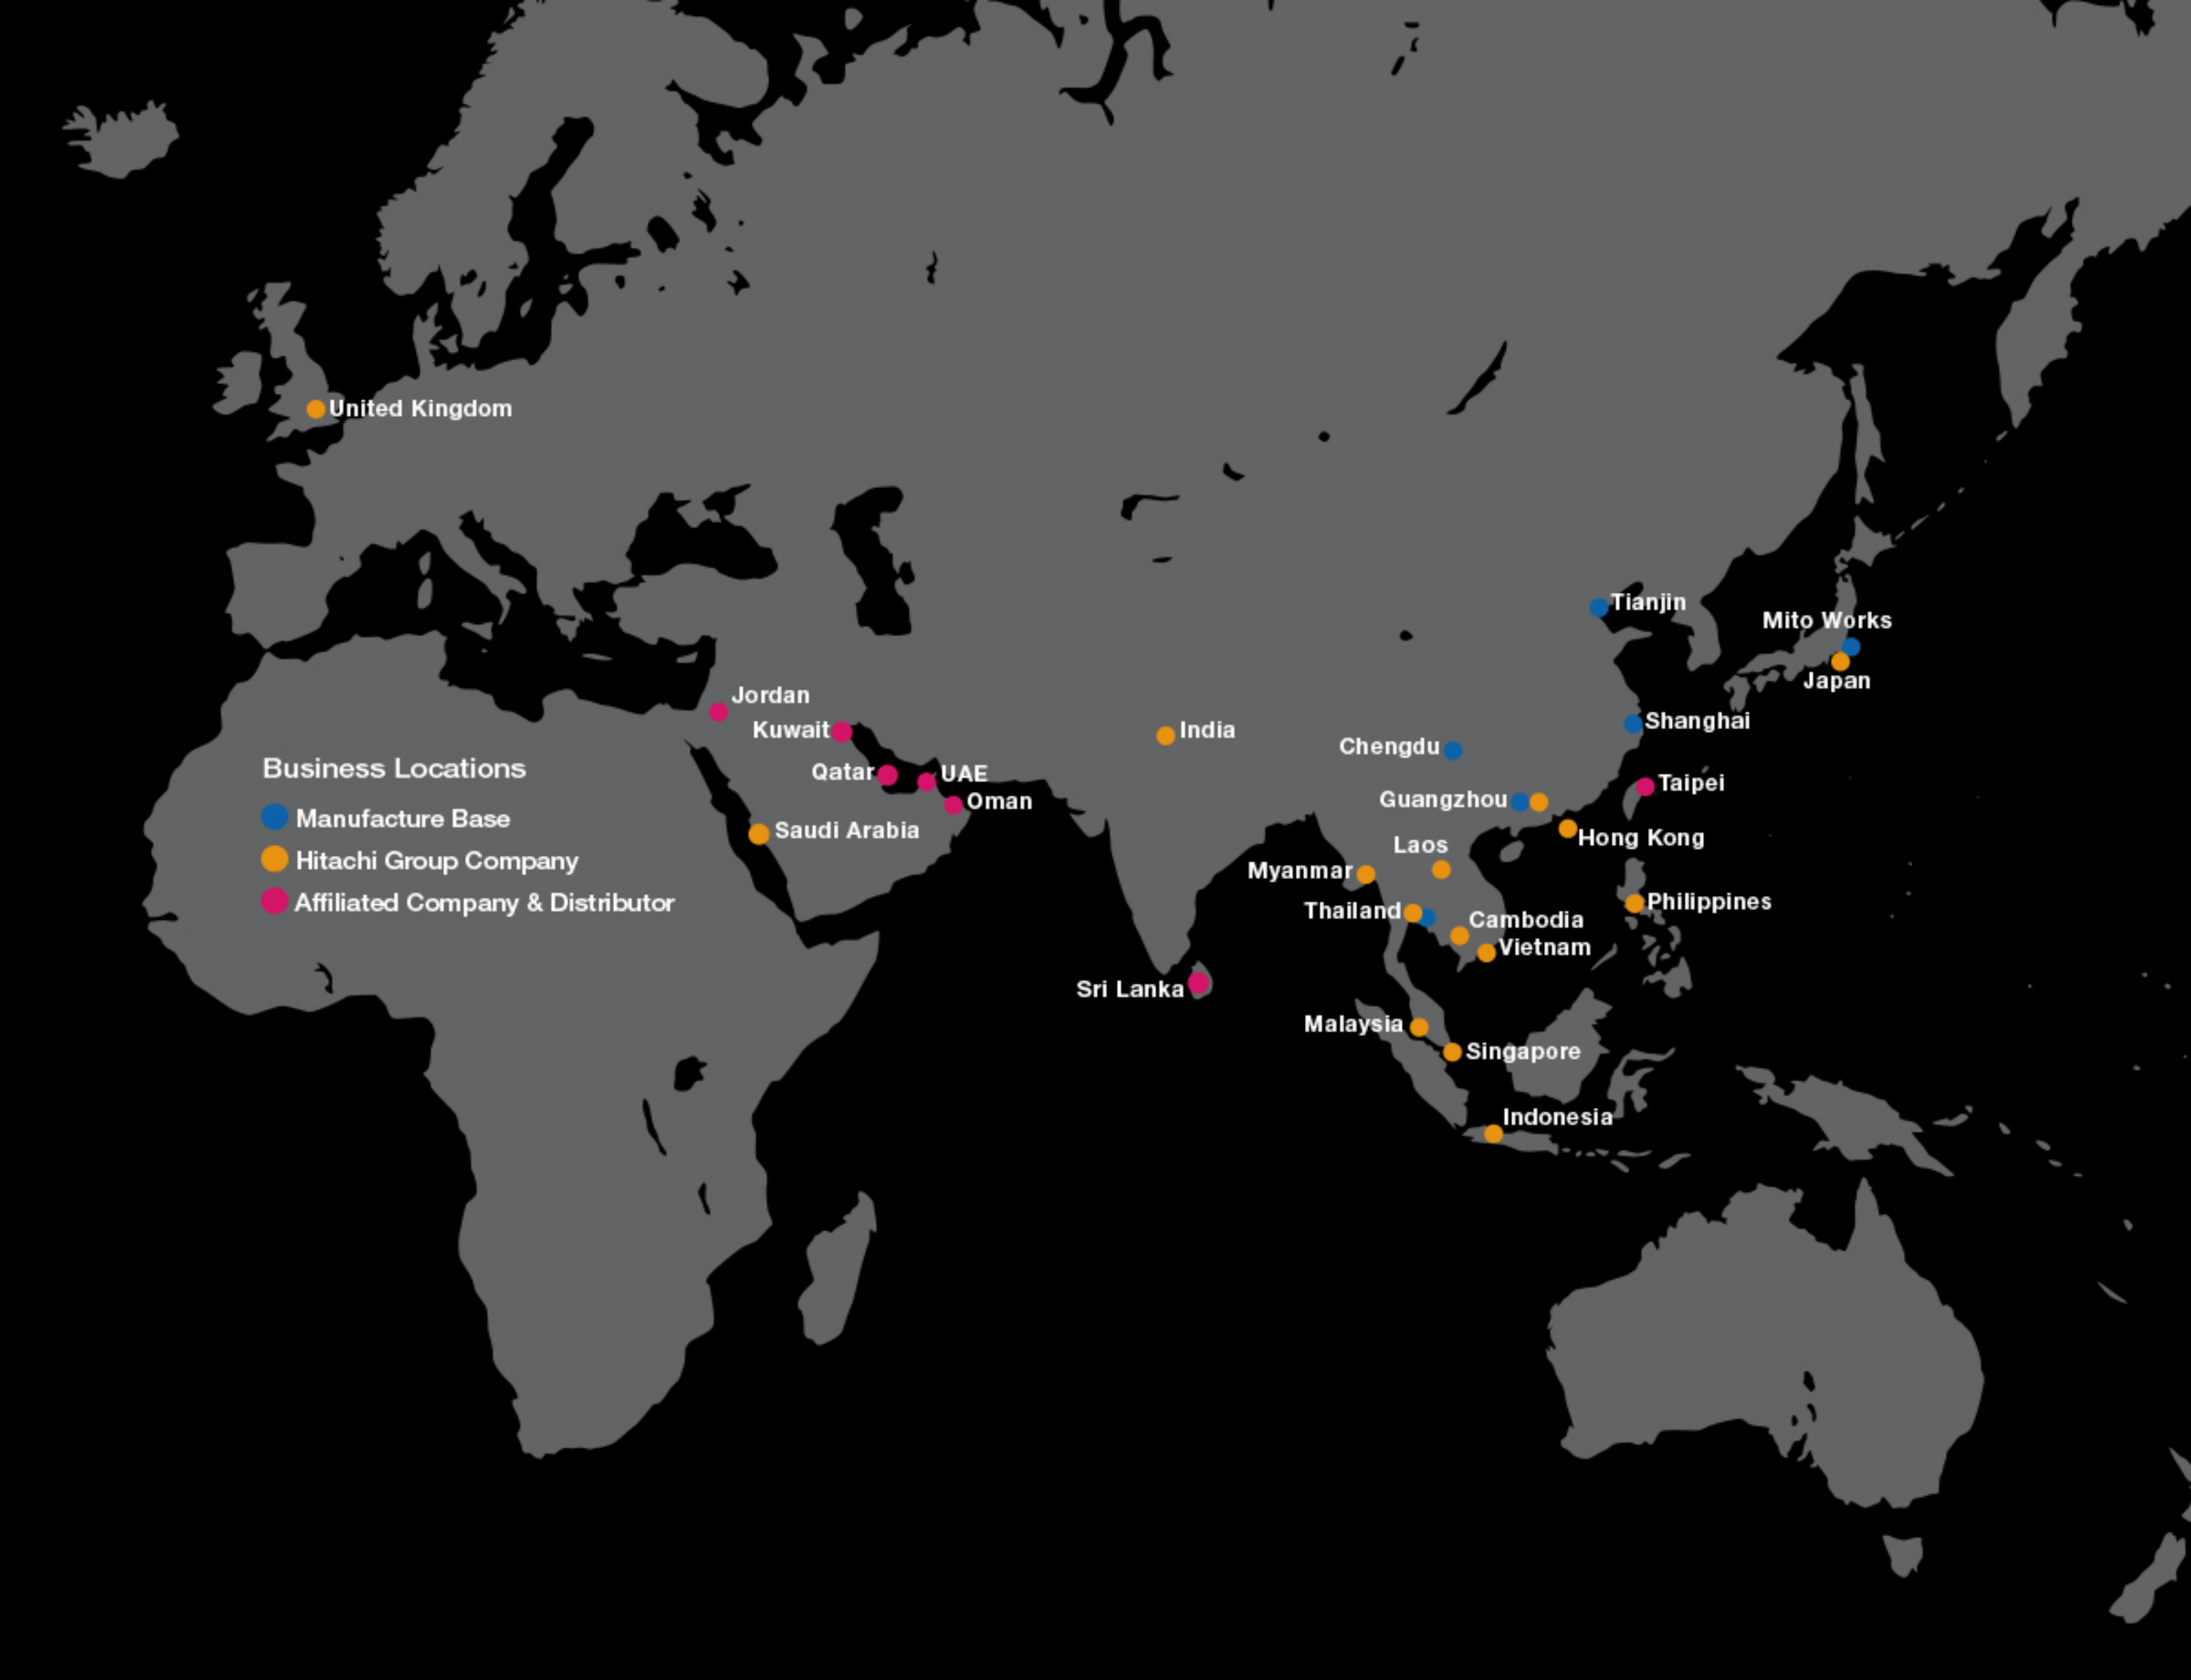 United Kingdom
Tianjin
Mito Works
Japan
Jordan
Kuwait
Shanghai
India
Chengdu
Business Locations
Qatar
UAE
Taipei
Oman
Guangzhou
Manufacture Base
Saudi Arabia
Hong Kong
Laos
Hitachi Group Company
Myanmar
Affiliated Company & Distributor
Philippines
Thailand
Cambodia
Vietnam
Sri Lanka
Malaysia
Singapore
Indonesia